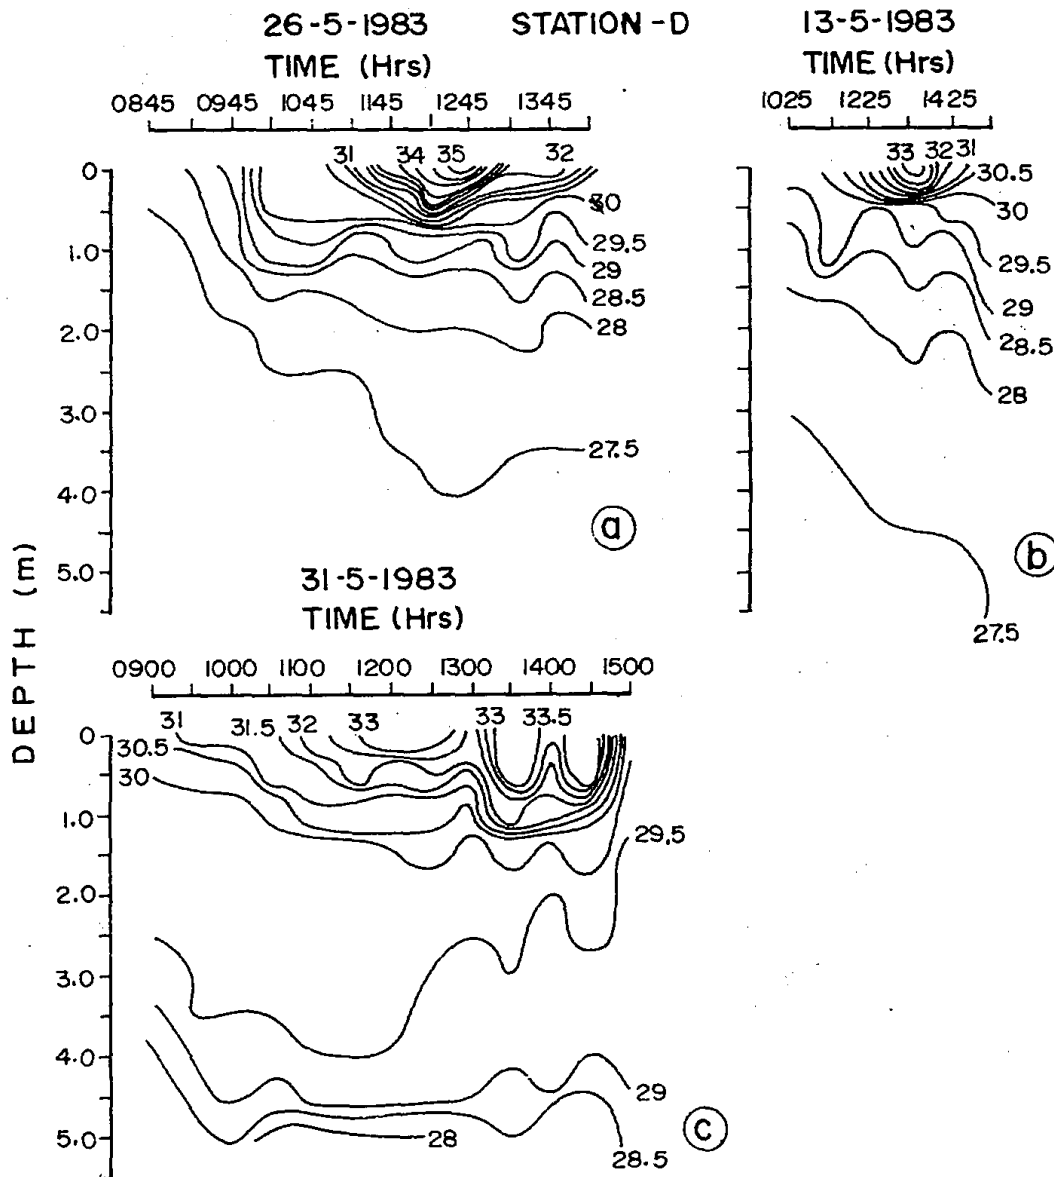 26-5-1983 STATION-D 13-5-1983
TIME (Hrs) TIME (Hrs)
0845 0945 1045 1145 1245 1345 1025 1225 1425
0 31 34 35 32 33 32 31
30.5
30 30
1.0 29.5 29.5
29
28.5 29
2.0 28 28.5
28
3.0
27.5
4.0
a
5.0 b
27.5
31-5-1983
TIME (Hrs)
DEPTH (m)
0900 1000 1100 1200 1300 1400 1500
0 31 31.5 32 33 33 33.5
30.5
30
1.0
29.5
2.0
3.0
4.0
29
c
5.0 28
28.5